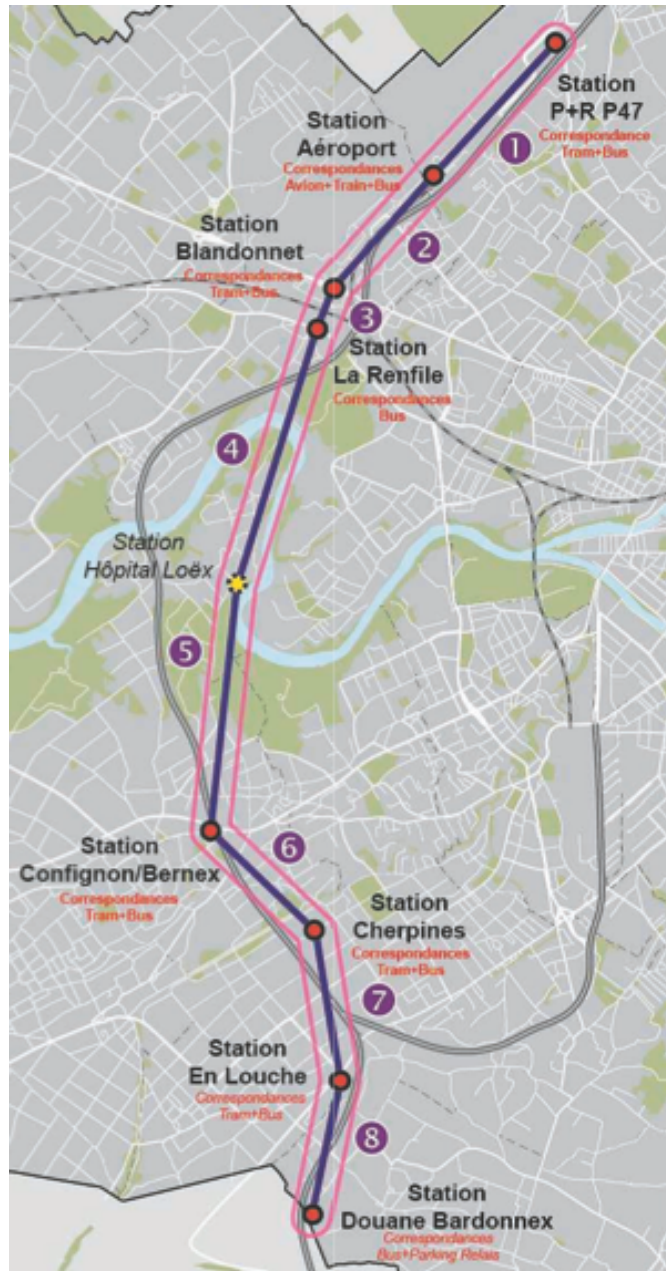 Station
P+R P47
Correspondance
Tram+Bus
1
Station
Aéroport
Correspondances
Avion+Train+Bus
2
Station
Blandonnet
Correspondances
Tram+Bus
3
Station
La Renfile
Correspondances
Bus
4
Station
Hôpital Loëx
5
Station
Confignon/Bernex
Correspondances
Tram+Bus
6
Station
Cherpines
Correspondances
Tram+Bus
7
Station
En Louche
Correspondances
Tram+Bus
8
Station
Douane Bardonnex
Correspondances
Bus+Parking Relais